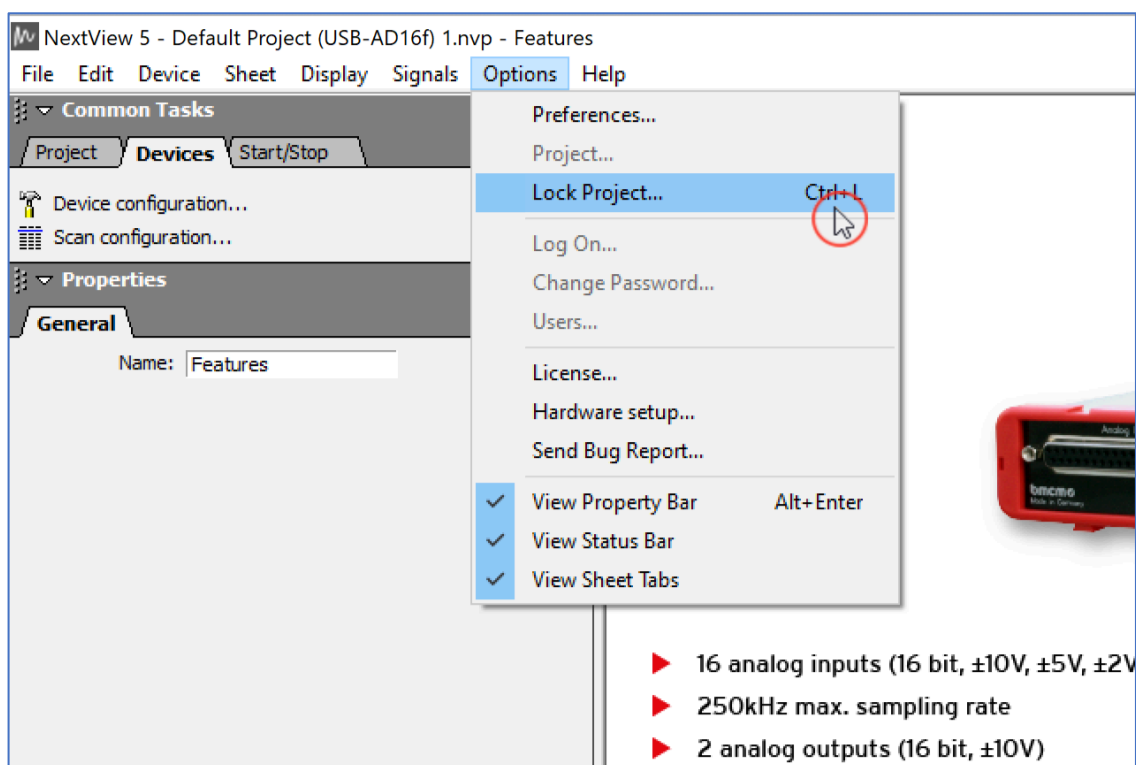 NextView 5 - Default Project (USB-AD16f) 1.nvp - Features
File Edit Device Sheet Display Signals Options Help
Common Tasks
Project Devices Start/Stop
Device configuration...
Scan configuration...
Properties
General
Name: Features
Preferences...
Project...
Lock Project... Ctrl+L
Log On...
Change Password...
Users...
License...
Hardware setup...
Send Bug Report...
View Property Bar Alt+Enter
View Status Bar
View Sheet Tabs
Analog
bmcmo
Made in Germany
16 analog inputs (16 bit, ±10V, ±5V, ±2V
250kHz max. sampling rate
2 analog outputs (16 bit, ±10V)